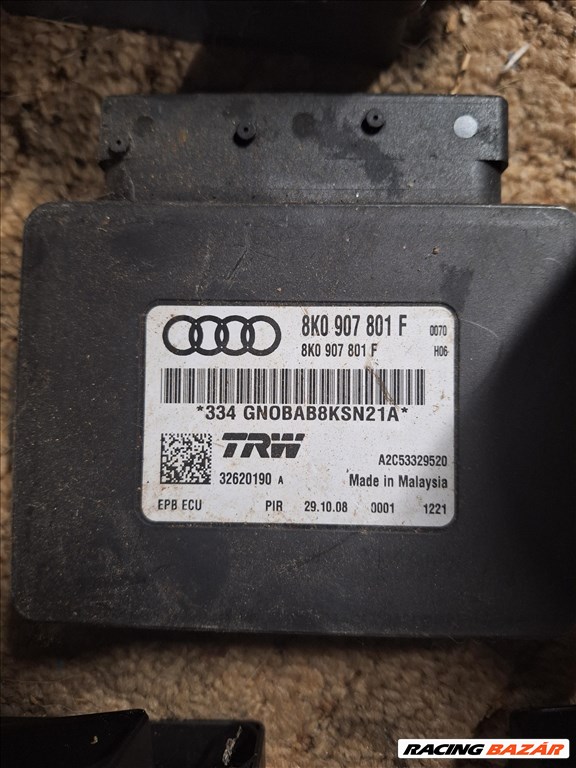 8K0 907 801 F 0070
8K0 907 801 F H06
*334 GN0BAB8KSN21A*
TRW
A2C53329520
32620190 A Made in Malaysia
EPB ECU PIR 29.10.08 0001 1221
RACING BAZÁR